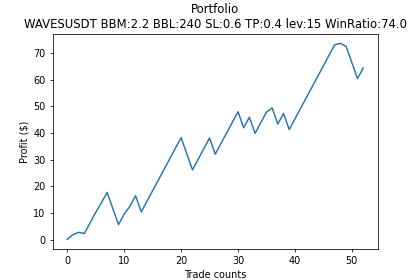 Portfolio
WAVESUSDT BBM:2.2 BBL:240 SL:0.6 TP:0.4 lev:15 WinRatio:74.0
70
60
50
40
30
20
10
0
Profit ($)
0 10 20 30 40 50
Trade counts